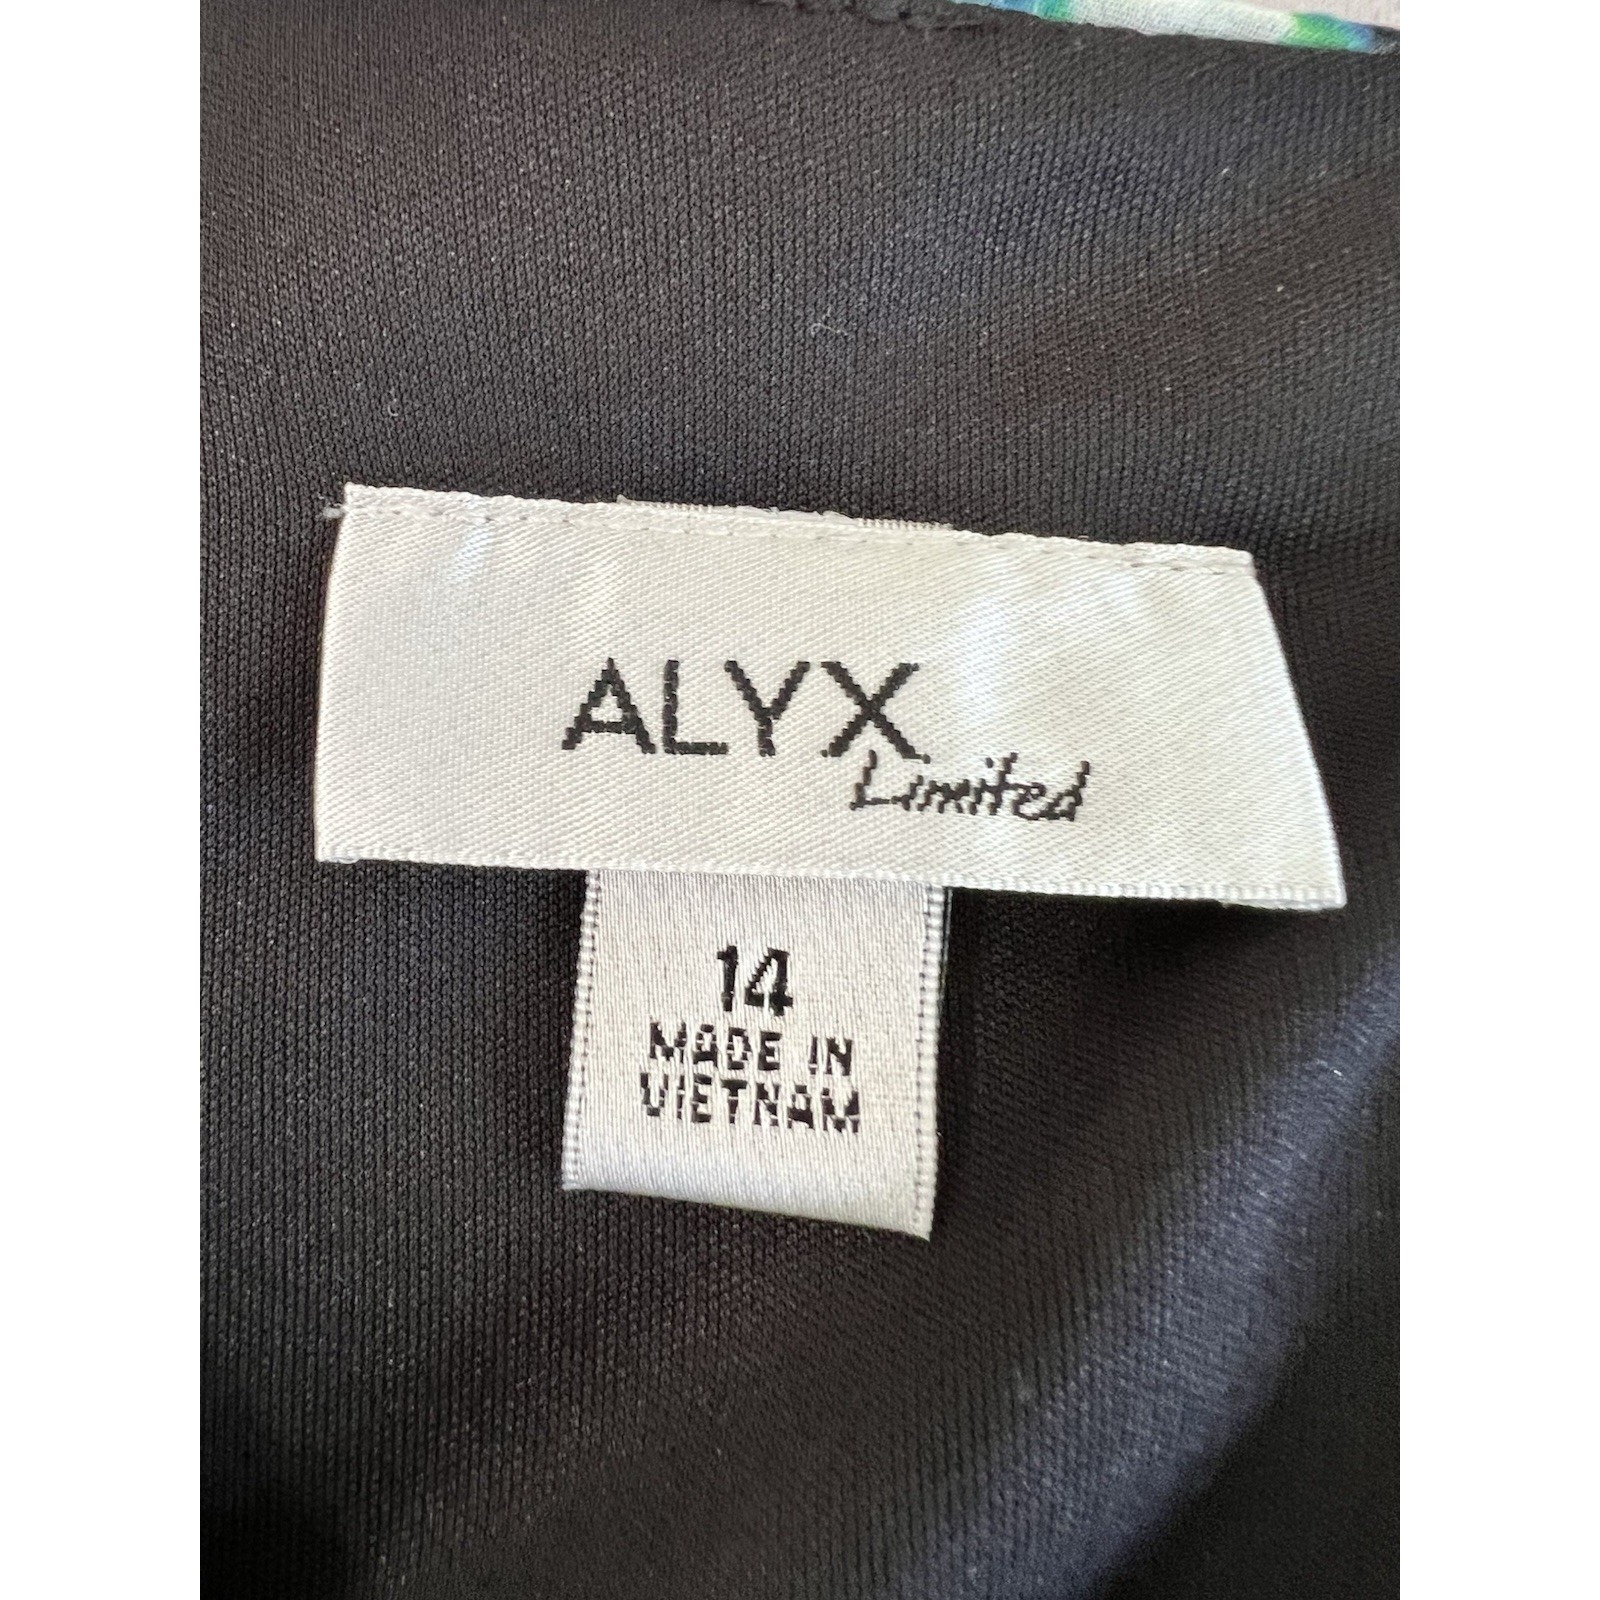 ALYX
Limited
14
MADE IN
VIETNAM